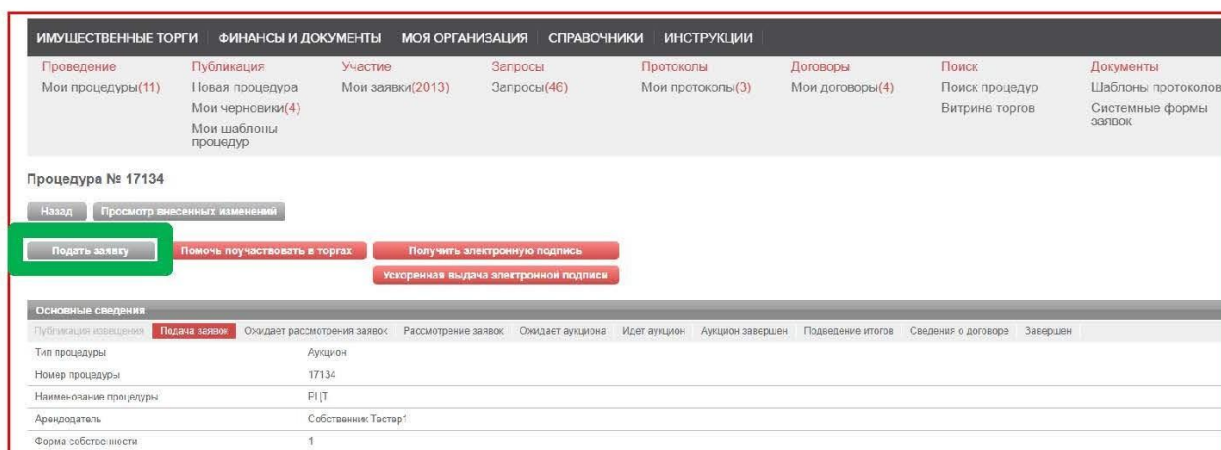 ИМУЩЕСТВЕННЫЕ ТОРГИ ФИНАНСЫ И ДОКУМЕНТЫ МОЯ ОРГАНИЗАЦИЯ СПРАВОЧНИКИ ИНСТРУКЦИИ
Проведение Публикация Участие Запросы Протоколы Договоры Поиск Документы
Мои процедуры(11) Новая процедура Мои заявки(2013) Запросы(46) Мои протоколы(3) Мои договоры(4) Поиск процедур Шаблоны протоколов
Мои черновики(4) Витрина торгов Системные формы
Мои шаблоны заявок
процедур
Процедура № 17134
Назад Просмотр внесенных изменений
Подать заявку Помочь поучаствовать в торгах Получить электронную подпись
Ускоренная выдача электронной подписи
Основные сведения
Публикация извещения Подача заявок Ожидает рассмотрения заявок Рассмотрение заявок Ожидает аукциона Идет аукцион Аукцион завершен Подведение итогов Сведения о договоре Завершен
Тип процедуры Аукцион
Номер процедуры 17134
Наименование процедуры
Арендодатель Собственник Тестер1
Форма собственности 1